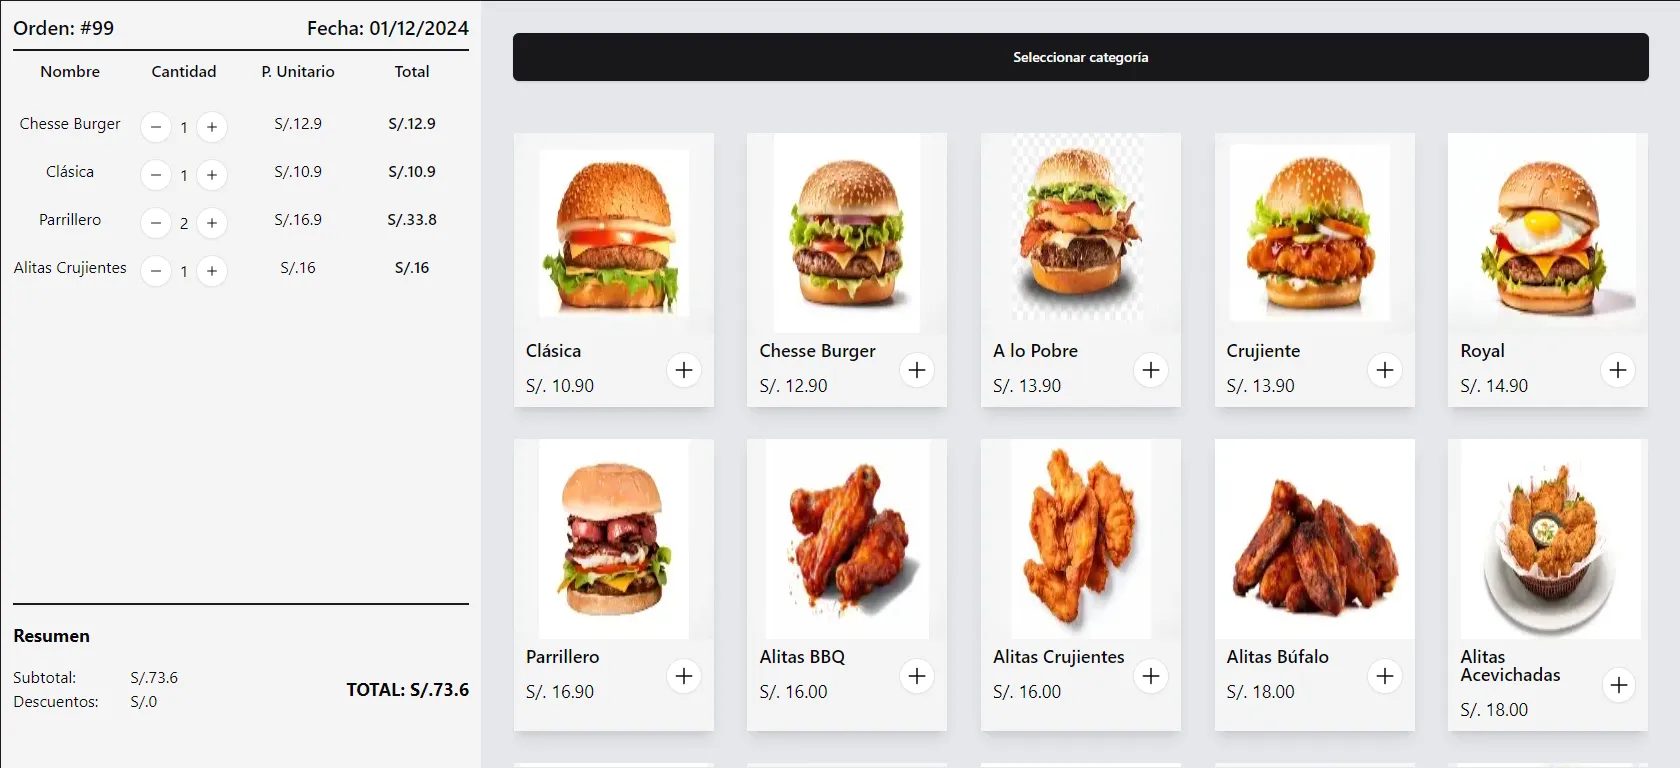 Orden: #99 Fecha: 01/12/2024
Nombre Cantidad P. Unitario Total
Chesse Burger − 1 + S/.12.9 S/.12.9
Clásica − 1 + S/.10.9 S/.10.9
Parrillero − 2 + S/.16.9 S/.33.8
Alitas Crujientes − 1 + S/.16 S/.16
Resumen
Subtotal: S/.73.6
Descuentos: S/.0
TOTAL: S/.73.6
Seleccionar categoría
Clásica
S/. 10.90
Chesse Burger
S/. 12.90
A lo Pobre
S/. 13.90
Crujiente
S/. 13.90
Royal
S/. 14.90
Parrillero
S/. 16.90
Alitas BBQ
S/. 16.00
Alitas Crujientes
S/. 16.00
Alitas Búfalo
S/. 18.00
Alitas
Acevichadas
S/. 18.00